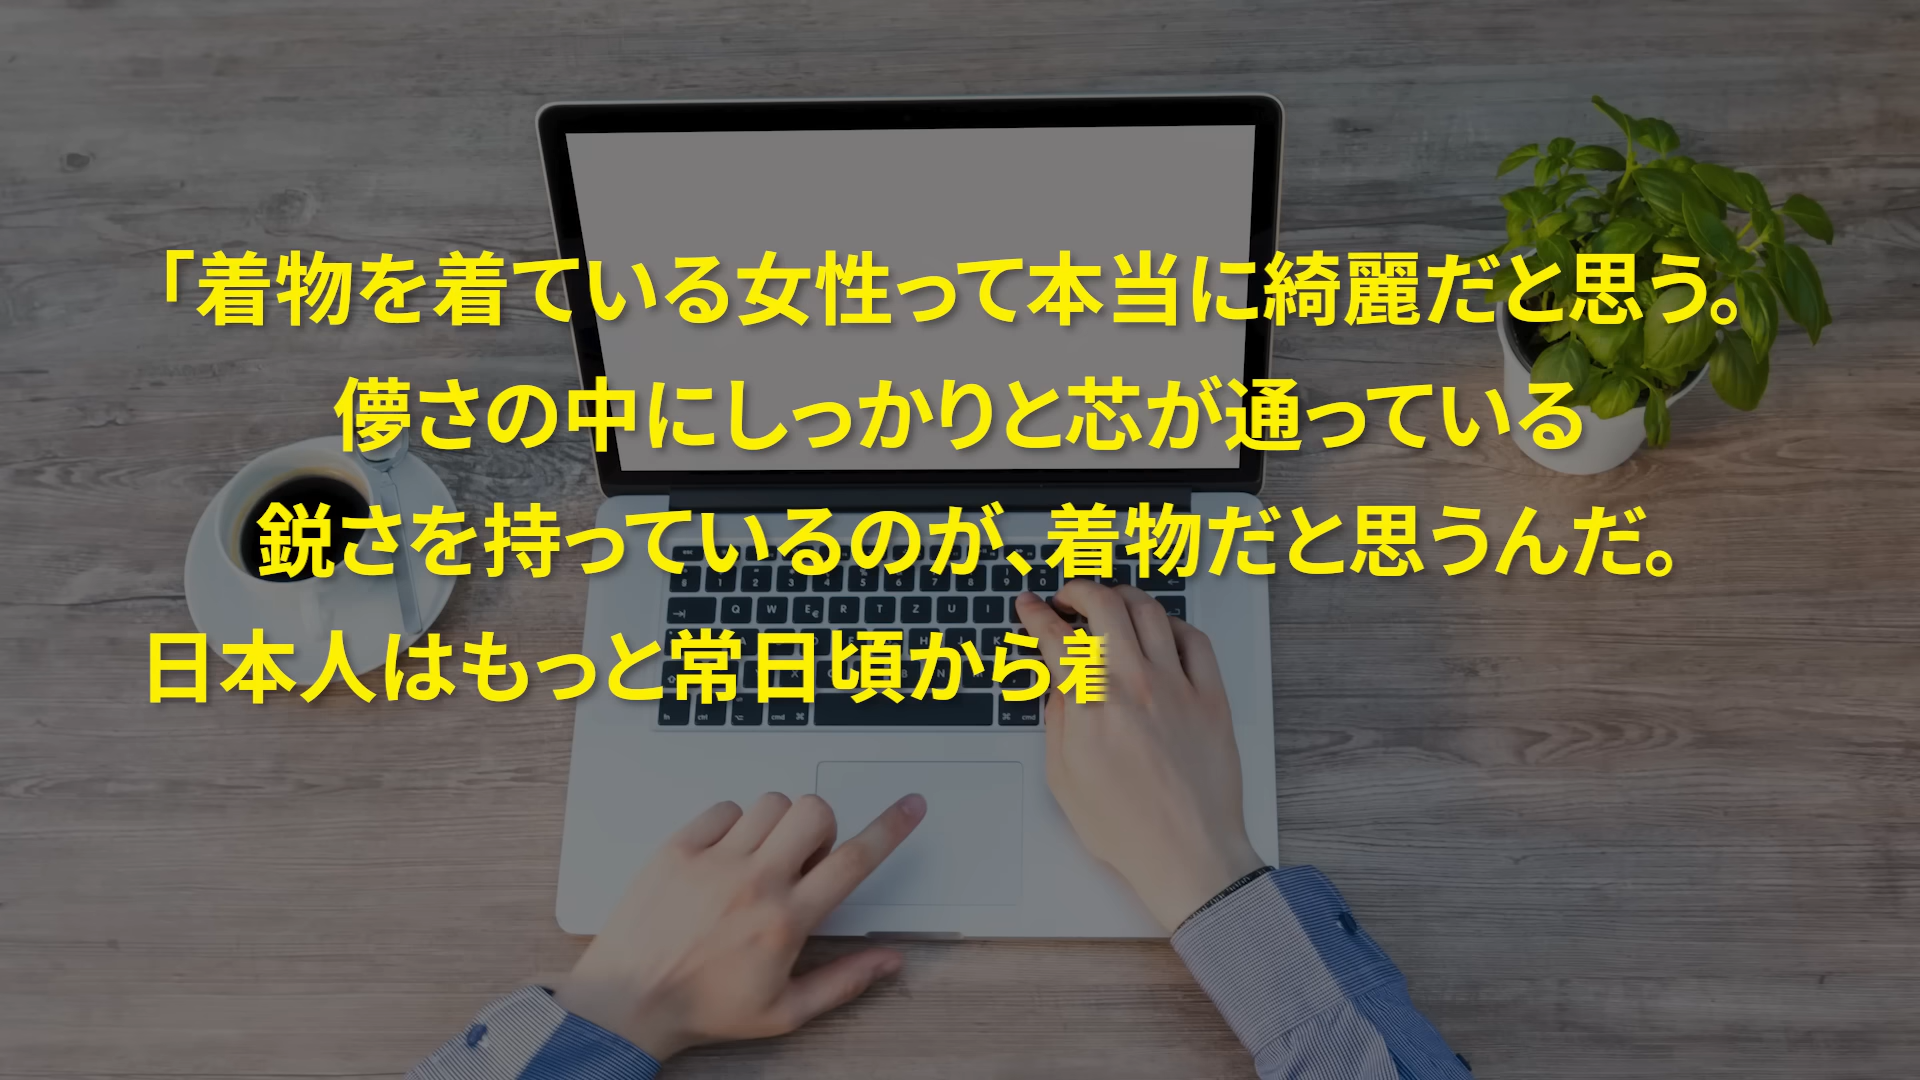 「着物を着ている女性って本当に綺麗だと思う。
儚さの中にしっかりと芯が通っている
鋭さを持っているのが、着物だと思うんだ。
日本人はもっと常日頃から着